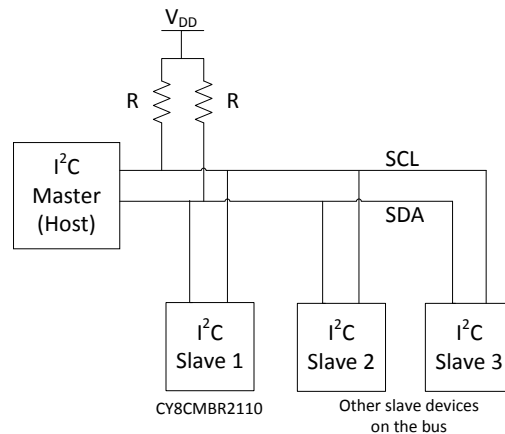 VDD
R
R
I²C
Master
(Host)
SCL
SDA
I²C
Slave 1
I²C
Slave 2
I²C
Slave 3
CY8CMBR2110
Other slave devices
on the bus